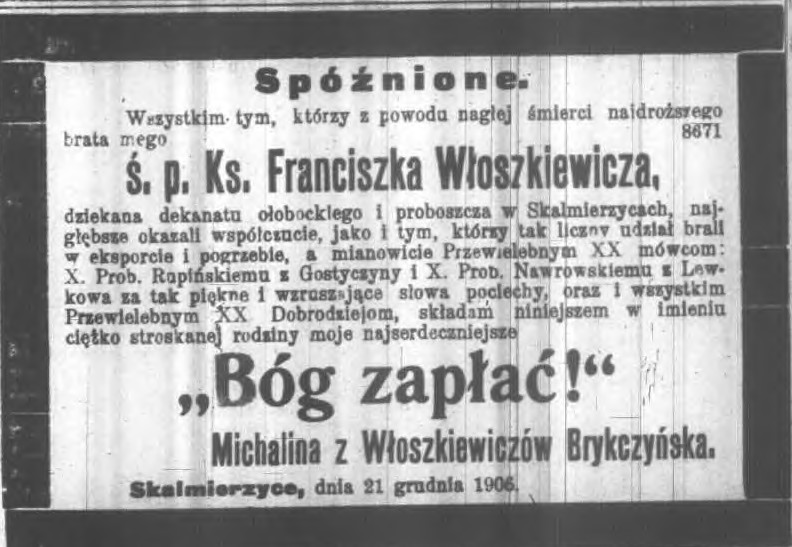 Spóźnione.
Wszystkim tym, którzy z powodu nagłej śmierci najdroższego
brata mego 8671
ś. p. Ks. Franciszka Włoszkiewicza,
dziekana dekanatu ołobockiego i proboszcza w Skalmierzycach, naj-
głębsze okazali współczucie, jako i tym, którzy tak liczny udział brali
w eksporcie i pogrzebie, a mianowicie Przewielebnym XX mówcom:
X. Prob. Rupińskiemu z Gostyczyny i X. Prob. Nawrowskiemu z Lew-
kowa za tak piękne i wzruszające słowa pociechy, oraz i wszystkim
Przewielebnym XX Dobrodziejom, składam niniejszem w imieniu
ciężko stroskanej rodziny moje najserdeczniejsze
„Bóg zapłać!“
Michalina z Włoszkiewiczów Brykczyńska.
Skalmierzyce, dnia 21 grudnia 1906.